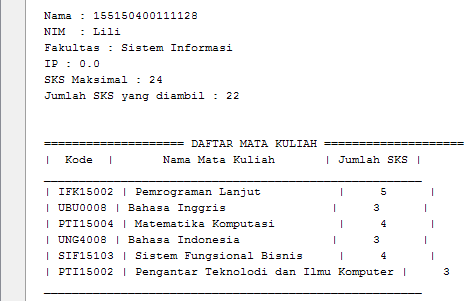 Nama : 155150400111128
NIM  : Lili
Fakultas : Sistem Informasi
IP : 0.0
SKS Maksimal : 24
Jumlah SKS yang diambil : 22
==================== DAFTAR MATA KULIAH ====================
|  Kode  |       Nama Mata Kuliah       | Jumlah SKS |
______________________________________________________
| IFK15002 | Pemrograman Lanjut           |     5      |
| UBU0008 | Bahasa Inggris               |     3      |
| PTI15004 | Matematika Komputasi         |     4      |
| UNG4008 | Bahasa Indonesia             |     3      |
| SIF15103 | Sistem Fungsional Bisnis     |     4      |
| PTI15002 | Pengantar Teknolodi dan Ilmu Komputer |     3
______________________________________________________